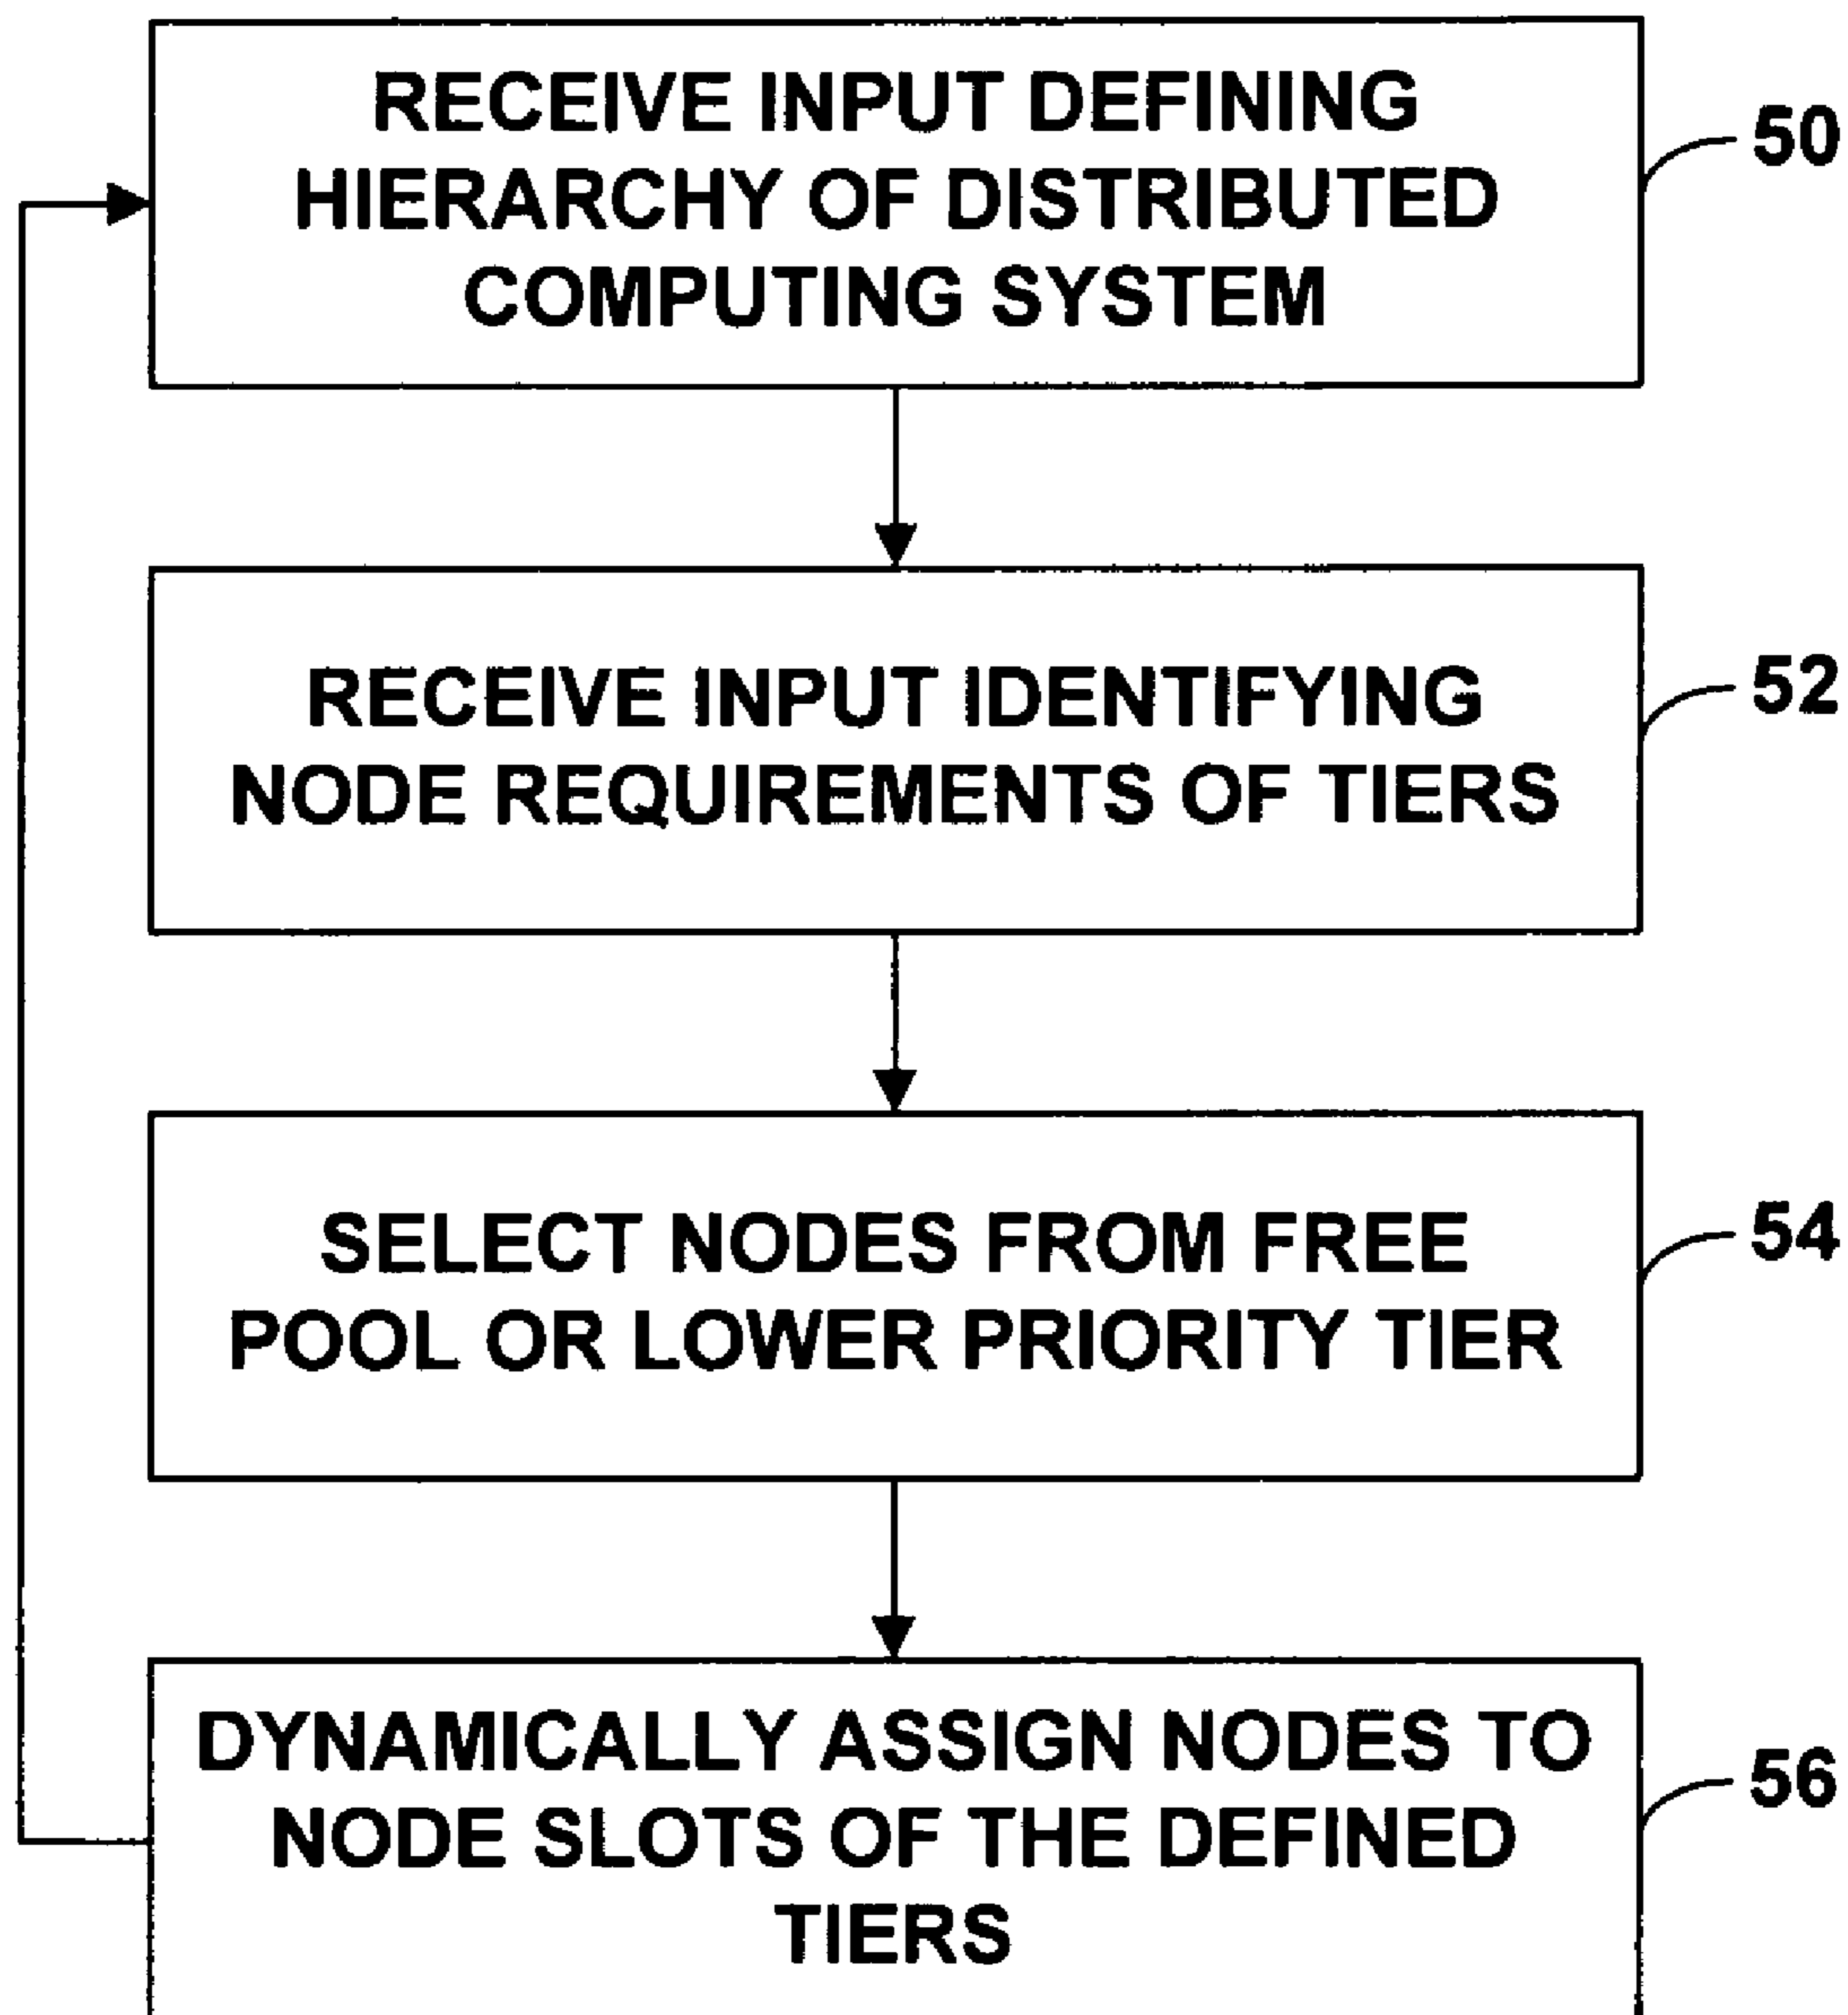 RECEIVE INPUT DEFINING
HIERARCHY OF DISTRIBUTED
COMPUTING SYSTEM
50
RECEIVE INPUT IDENTIFYING
NODE REQUIREMENTS OF TIERS
52
SELECT NODES FROM FREE
POOL OR LOWER PRIORITY TIER
54
DYNAMICALLY ASSIGN NODES TO
NODE SLOTS OF THE DEFINED
TIERS
56